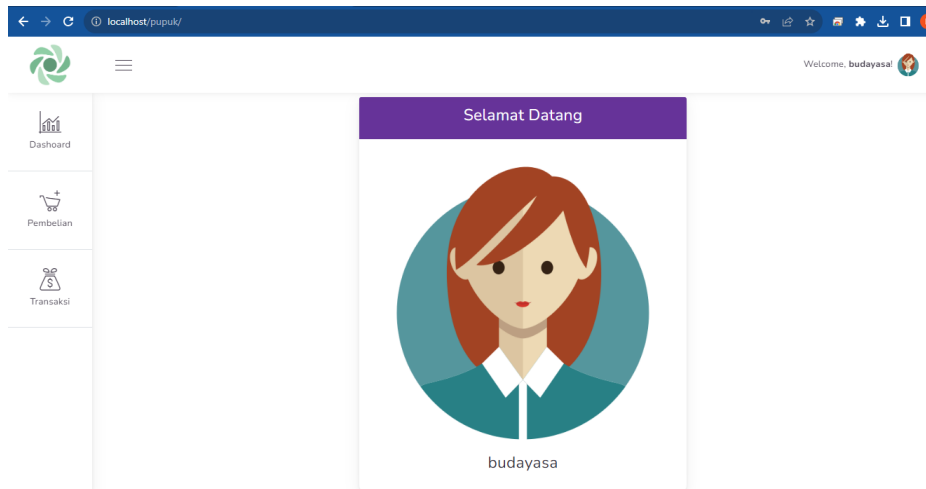 localhost/pupuk/
Welcome, budayasa!
Dashoard
Pembelian
Transaksi
Selamat Datang
budayasa